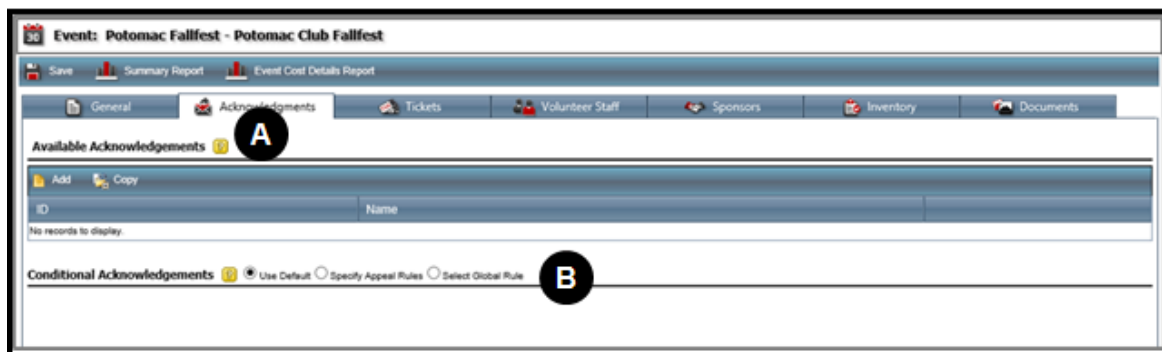 Event: Potomac Fallfest - Potomac Club Fallfest
Save Summary Report Event Cost Details Report
General Acknowledgments Tickets Volunteer Staff Sponsors Inventory Documents
A
Available Acknowledgements
Add Copy
ID Name
No records to display.
Conditional Acknowledgements Use Default Specify Appeal Rules Select Global Rule B